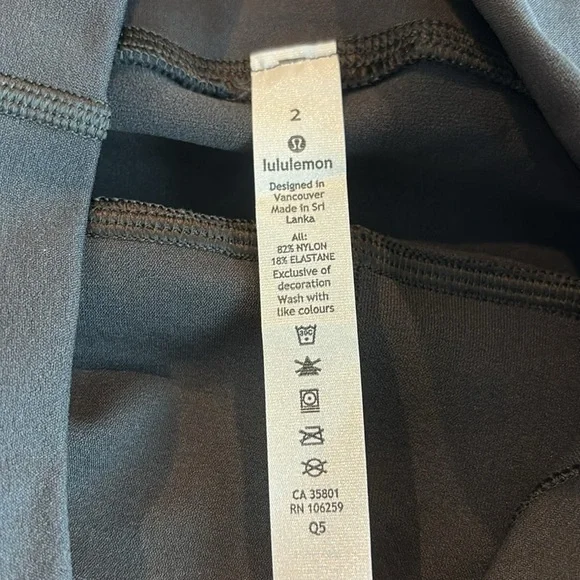 2
lululemon
Designed in
Vancouver
Made in Sri
Lanka
All:
82% NYLON
18% ELASTANE
Exclusive of
decoration
Wash with
like colours
30C
CA 35801
RN 106259
Q5